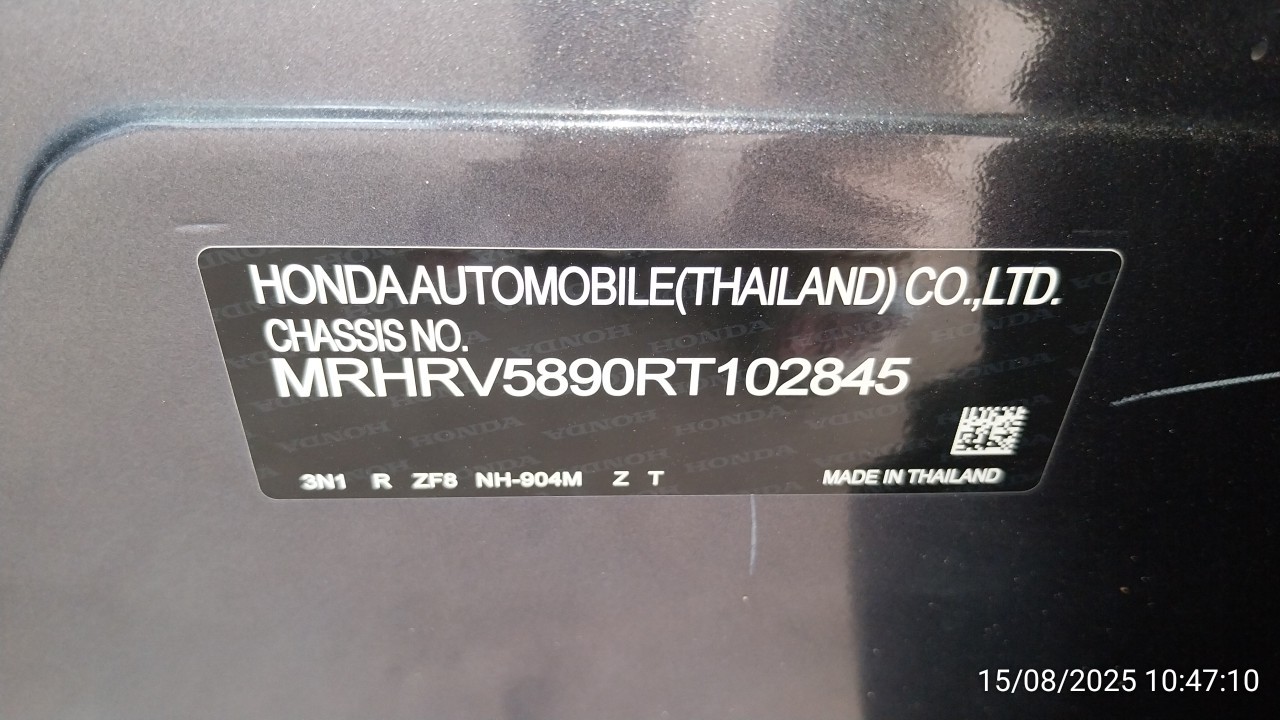 HONDA AUTOMOBILE(THAILAND) CO.,LTD.
CHASSIS NO.
MRHRV5890RT102845
3N1 R ZF8 NH-904M Z T MADE IN THAILAND
15/08/2025 10:47:10